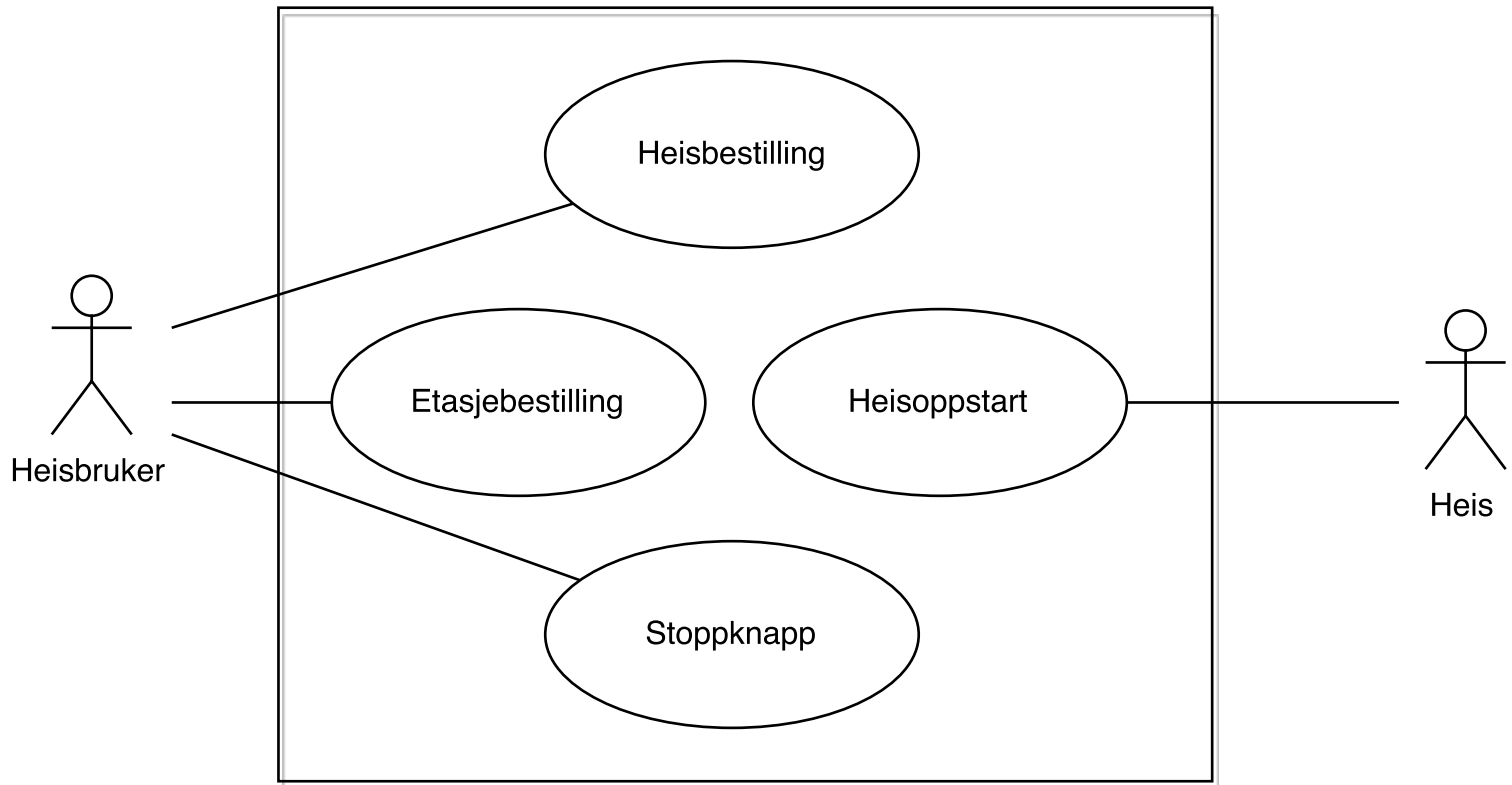 Heisbestilling
Etasjebestilling
Heisoppstart
Heisbruker
Heis
Stoppknapp